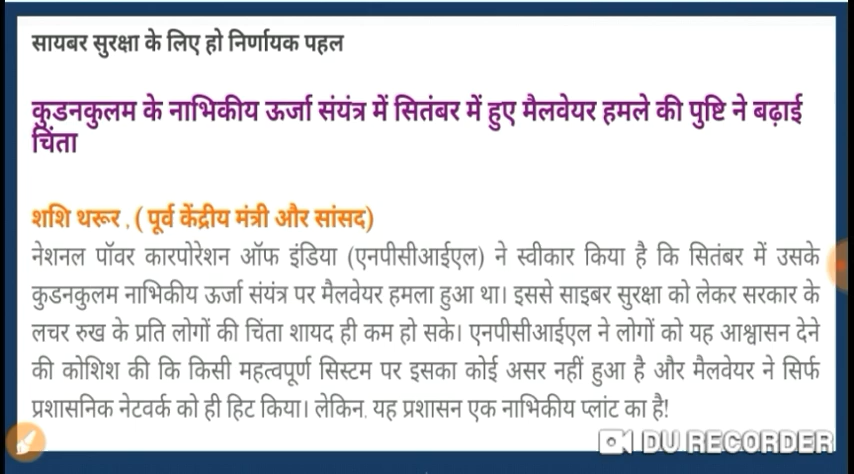 सायबर सुरक्षा के लिए हो निर्णायक पहल
कुडनकुलम के नाभिकीय ऊर्जा संयंत्र में सितंबर में हुए मैलवेयर हमले की पुष्टि ने बढ़ाई
चिंता
शशि थरूर , ( पूर्व केंद्रीय मंत्री और सांसद)
नेशनल पॉवर कारपोरेशन ऑफ इंडिया (एनपीसीआईएल) ने स्वीकार किया है कि सितंबर में उसके
कुडनकुलम नाभिकीय ऊर्जा संयंत्र पर मैलवेयर हमला हुआ था। इससे साइबर सुरक्षा को लेकर सरकार के
लचर रुख के प्रति लोगों की चिंता शायद ही कम हो सके। एनपीसीआईएल ने लोगों को यह आश्वासन देने
की कोशिश की कि किसी महत्वपूर्ण सिस्टम पर इसका कोई असर नहीं हुआ है और मैलवेयर ने सिर्फ
प्रशासनिक नेटवर्क को ही हिट किया। लेकिन, यह प्रशासन एक नाभिकीय प्लांट का है!
DU RECORDER